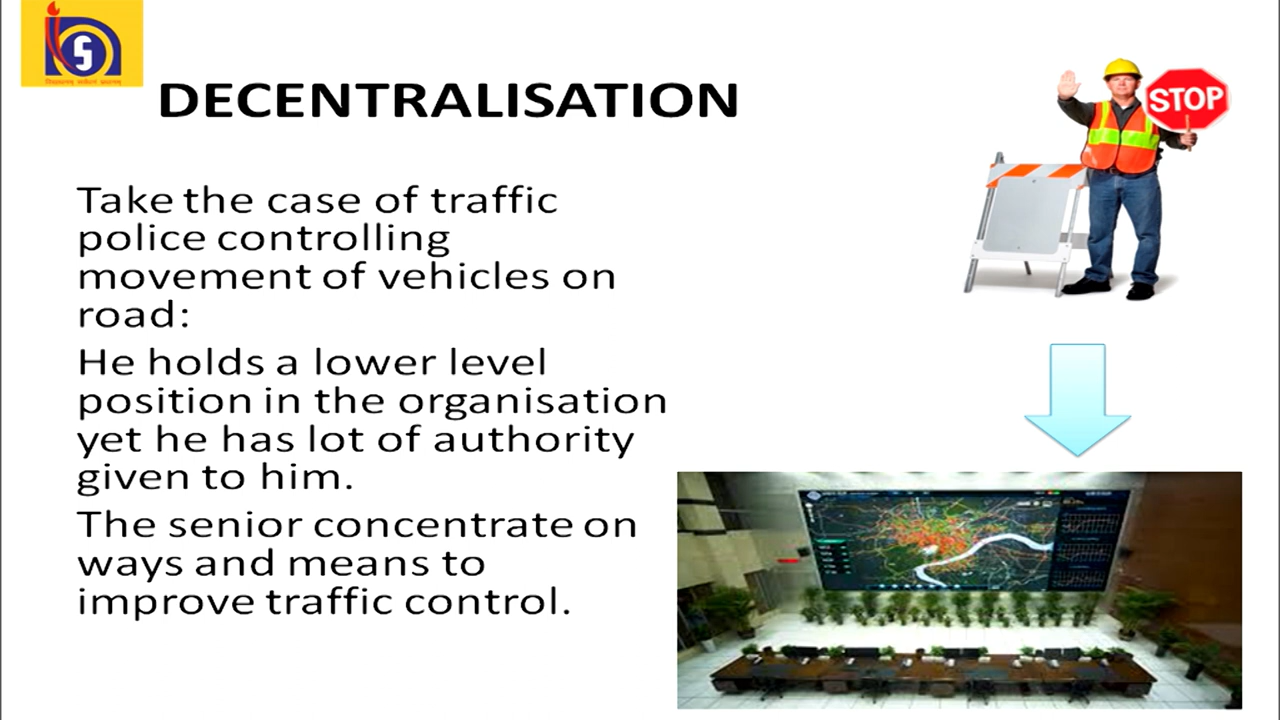 DECENTRALISATION
STOP
Take the case of traffic
police controlling
movement of vehicles on
road:
He holds a lower level
position in the organisation
yet he has lot of authority
given to him.
The senior concentrate on
ways and means to
improve traffic control.